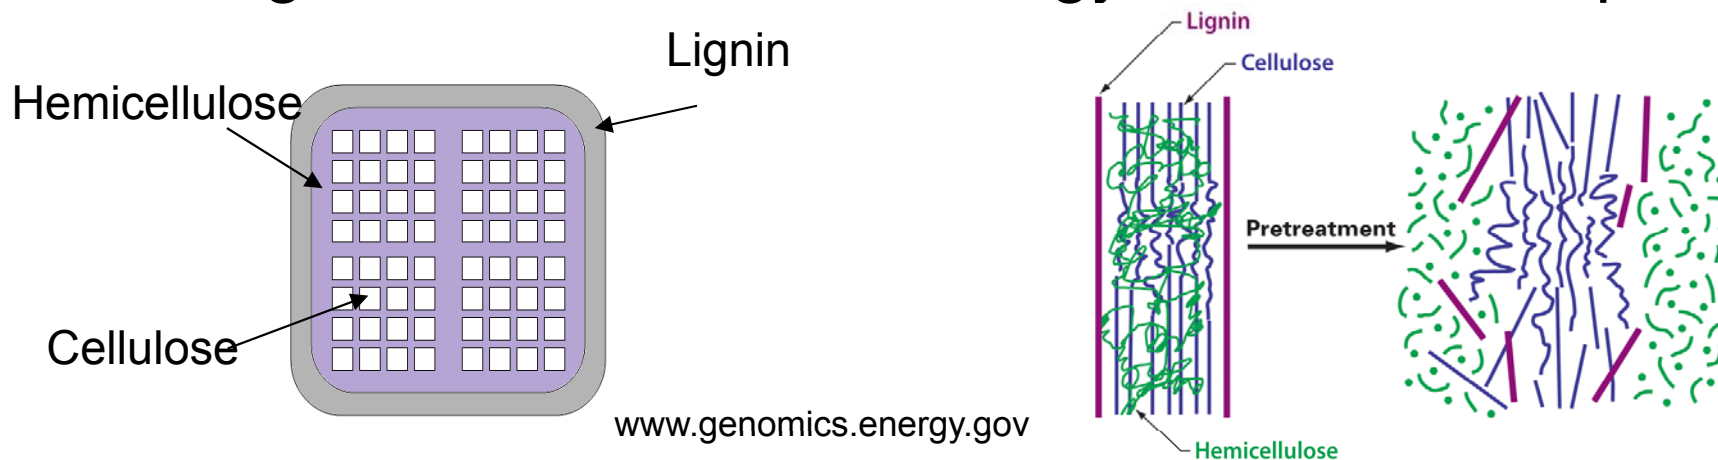 Lignin
Hemicellulose
Cellulose
www.genomics.energy.gov
Lignin
Cellulose
Pretreatment
Hemicellulose